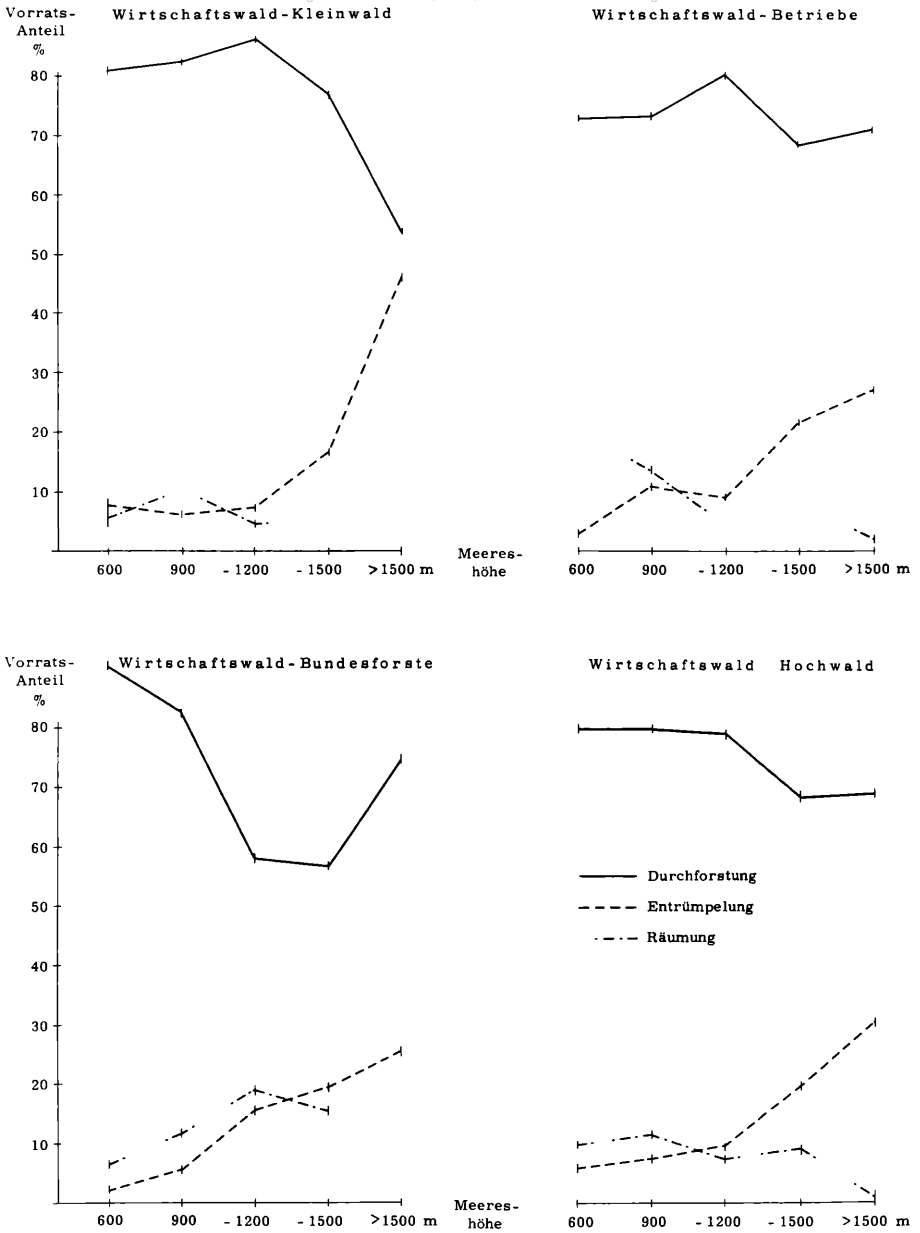 Vorrats-
Anteil
%
Wirtschaftswald-Kleinwald
80
70
60
50
40
30
20
10
600 900 - 1200 - 1500 >1500 m
Meeres-
höhe
Wirtschaftswald-Betriebe
600 900 - 1200 - 1500 >1500 m
Vorrats-
Anteil
%
Wirtschaftswald-Bundesforste
80
70
60
50
40
30
20
10
600 900 - 1200 - 1500 >1500 m
Meeres-
höhe
Wirtschaftswald Hochwald
Durchforstung
Entrümpelung
Räumung
600 900 - 1200 - 1500 >1500 m